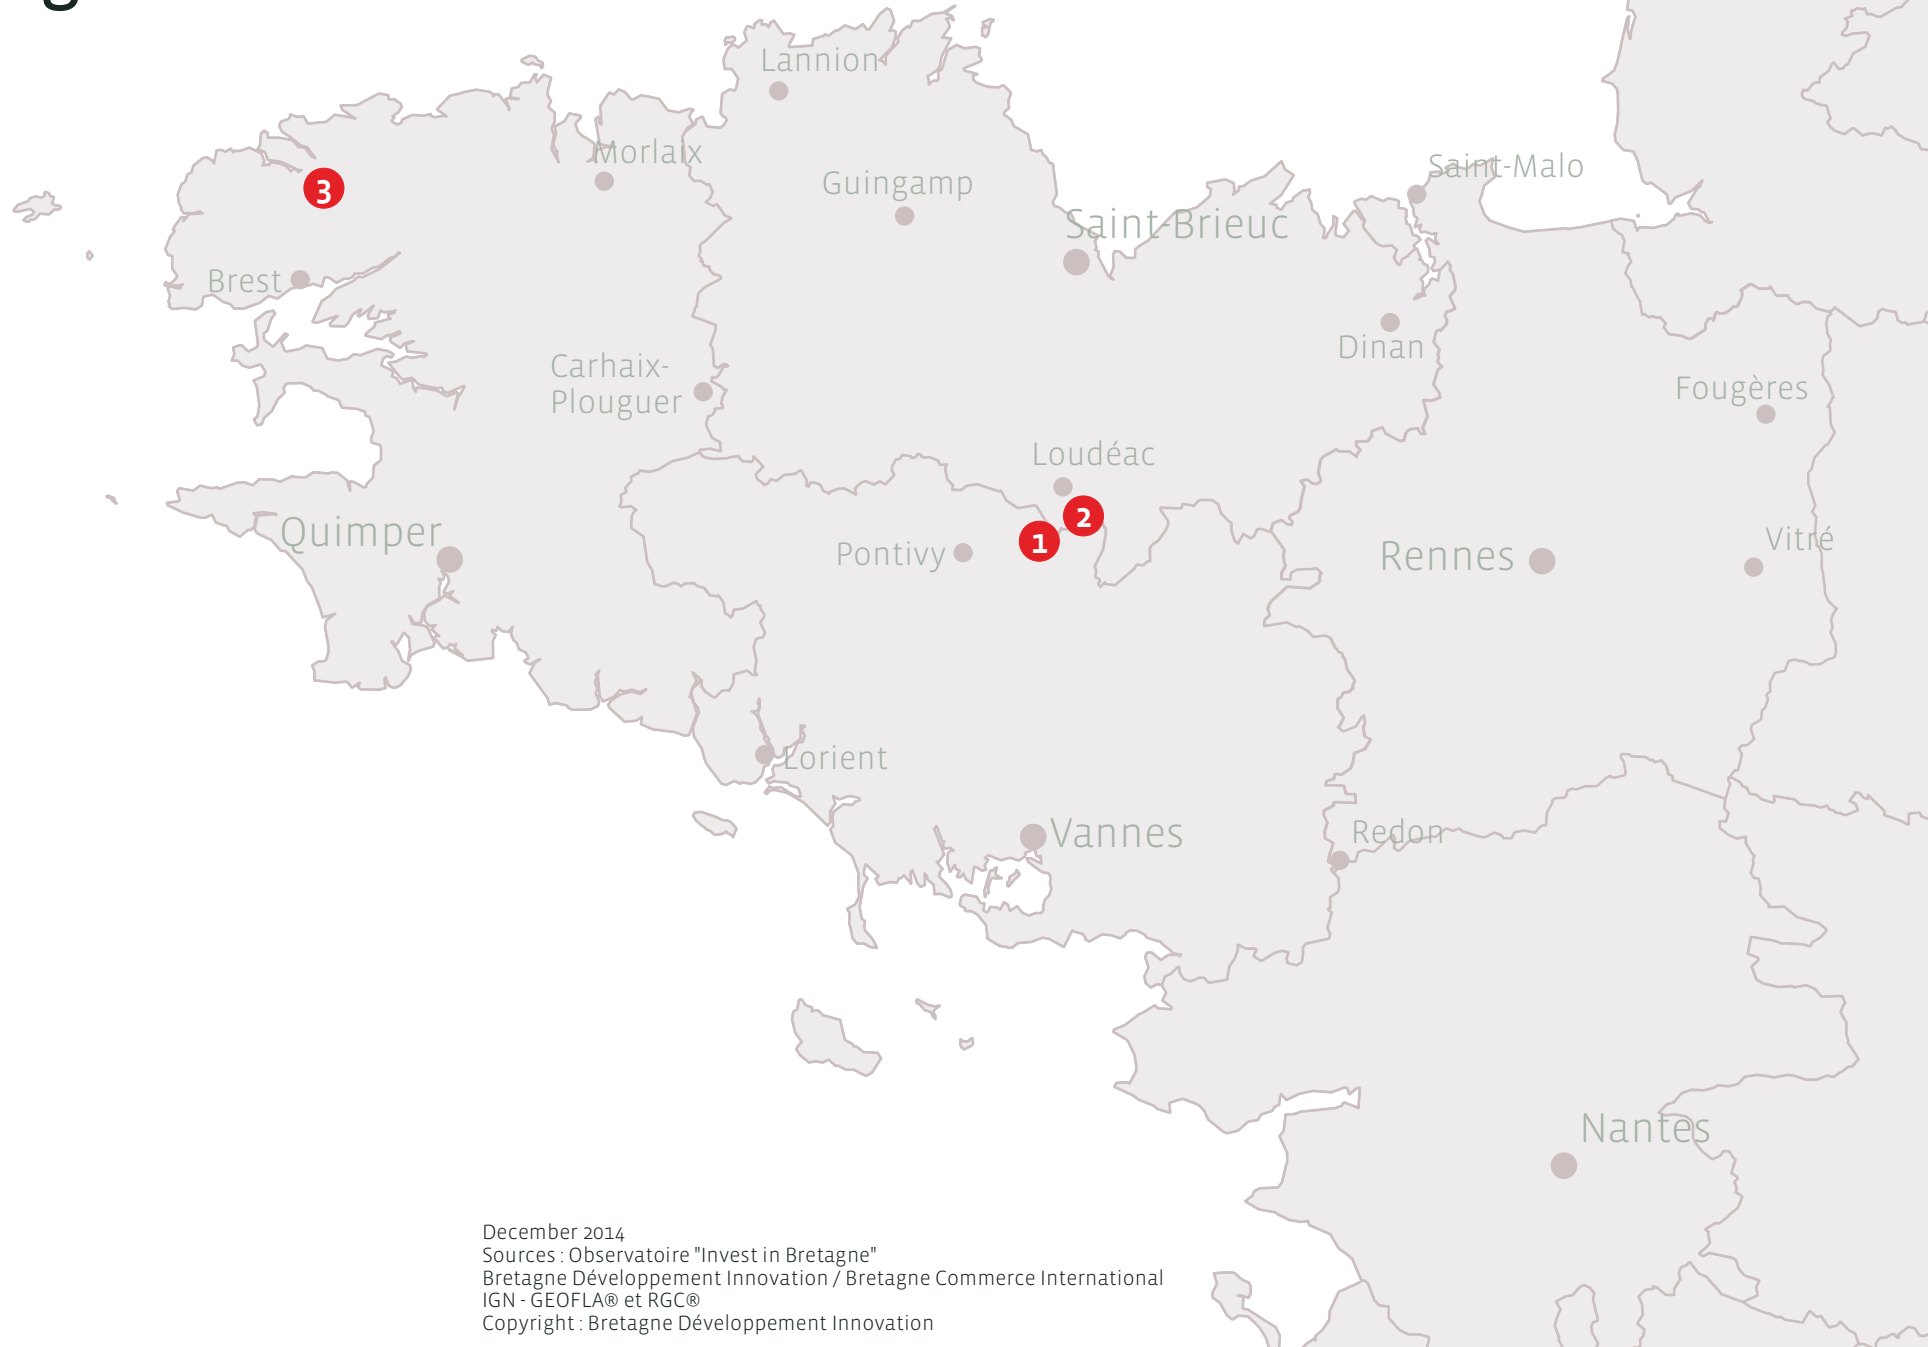 Lannion
Morlaix
3
Guingamp
Saint-Malo
Saint-Brieuc
Brest
Dinan
Carhaix-
Plouguer
Fougères
Loudéac
2
Quimper
1
Pontivy
Rennes
Vitré
Lorient
Vannes
Redon
Nantes
December 2014
Sources : Observatoire "Invest in Bretagne"
Bretagne Développement Innovation / Bretagne Commerce International
IGN - GEOFLA® et RGC®
Copyright : Bretagne Développement Innovation